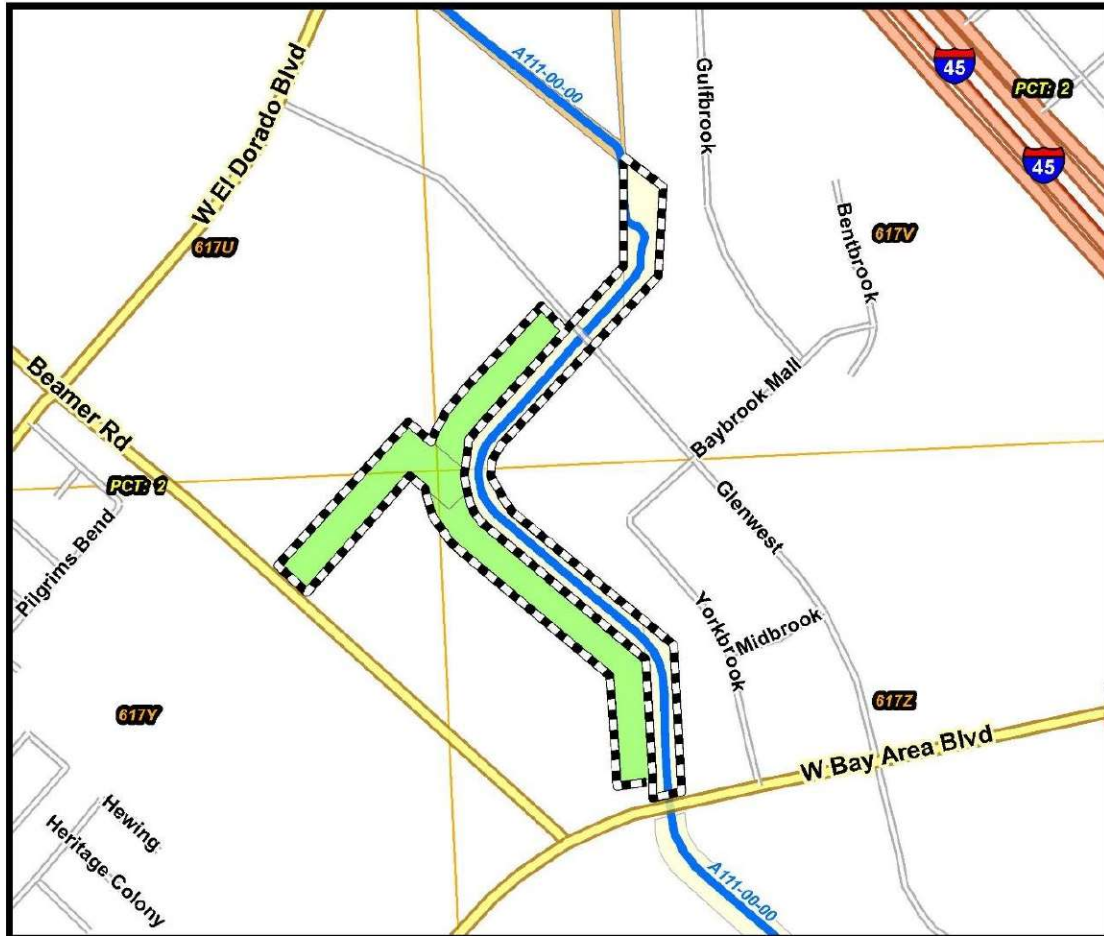 A111-00-00
45
PCT: 2
45
W El Dorado Blvd
Gulfbrook
617U
617V
Bentbrook
Beamer Rd
Baybrook Mall
PCT: 2
Glenwest
Pilgrims Bend
Yorkbrook
Midbrook
617Y
617Z
W Bay Area Blvd
Hewing
Heritage Colony
A111-00-00